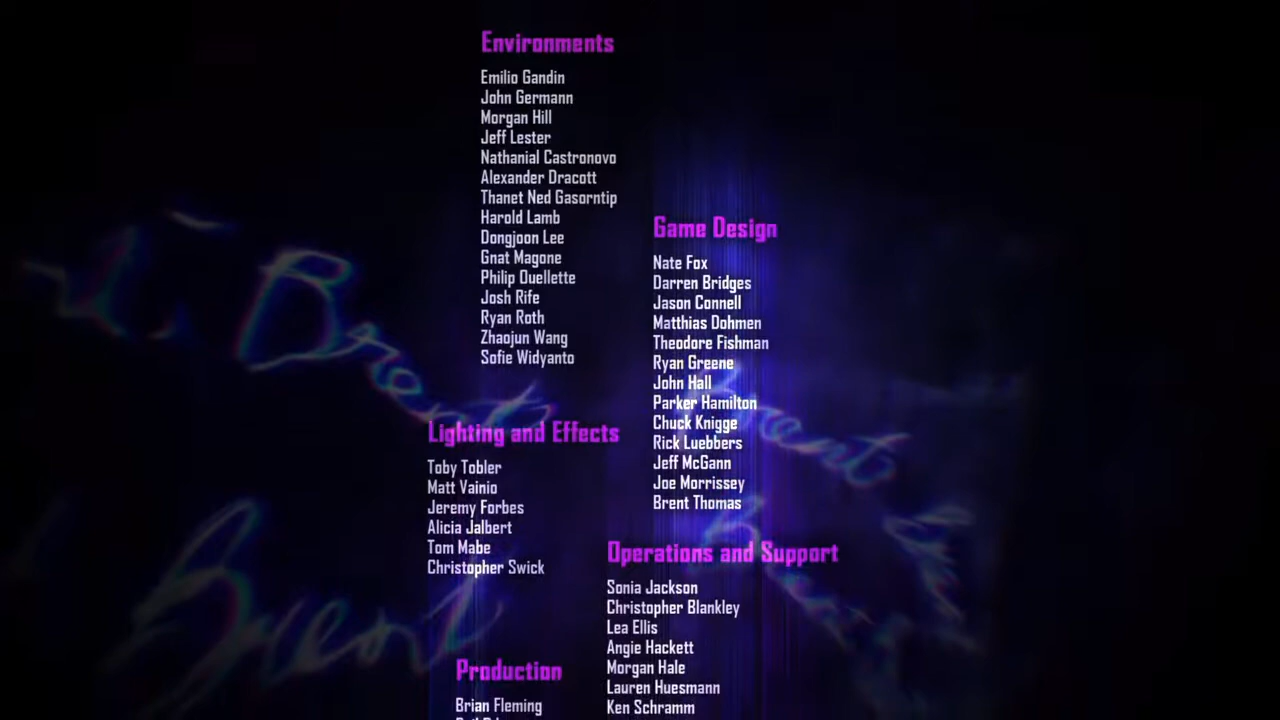 Environments
Emilio Gandin
John Germann
Morgan Hill
Jeff Lester
Nathanial Castronovo
Alexander Dracott
Thanet Ned Gasorntip
Harold Lamb
Dongjoon Lee
Gnat Magone
Philip Ouellette
Josh Rife
Ryan Roth
Zhaojun Wang
Sofie Widyanto
Game Design
Nate Fox
Darren Bridges
Jason Connell
Matthias Dohmen
Theodore Fishman
Ryan Greene
John Hall
Parker Hamilton
Chuck Knigge
Rick Luebbers
Jeff McGann
Joe Morrissey
Brent Thomas
Lighting and Effects
Toby Tobler
Matt Vainio
Jeremy Forbes
Alicia Jalbert
Tom Mabe
Christopher Swick
Operations and Support
Sonia Jackson
Christopher Blankley
Lea Ellis
Angie Hackett
Morgan Hale
Lauren Huesmann
Ken Schramm
Production
Brian Fleming
Brent
Brent
Brent